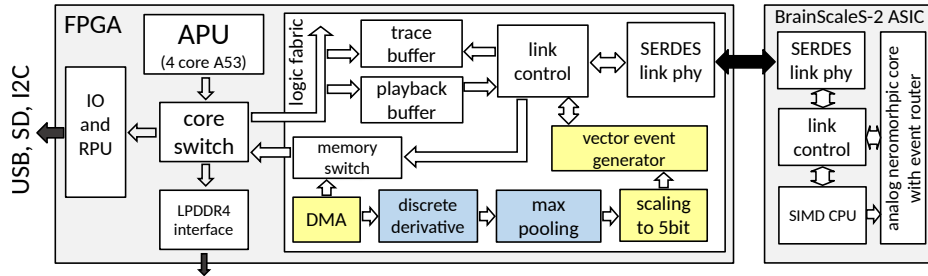 USB, SD, I2C
FPGA
APU
(4 core A53)
IO
and
RPU
core
switch
LPDDR4
interface
logic fabric
trace
buffer
playback
buffer
memory
switch
link
control
SERDES
link phy
vector event
generator
DMA
discrete
derivative
max
pooling
scaling
to 5bit
BrainScaleS-2 ASIC
SERDES
link phy
link
control
SIMD CPU
analog neromorhpic core
with event router